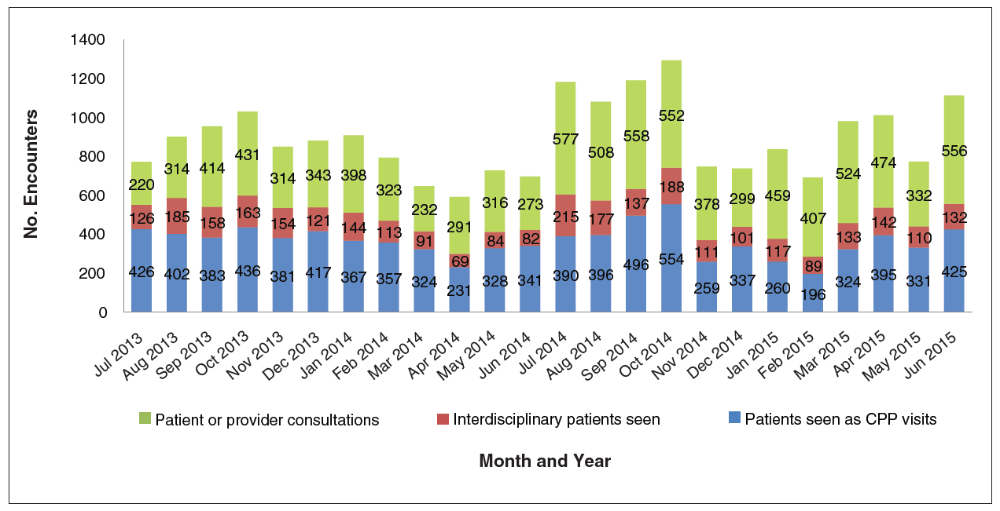 1400
1200
1000
800
600
400
200
0
No. Encounters
220 314 414 431 314 343 398 323 232 291 316 273 577 508 558 552 378 299 459 407 524 474 332 556
126 185 158 163 154 121 144 113 91 69 84 82 215 177 137 188 111 101 117 89 133 142 110 132
426 402 383 436 381 417 367 357 324 231 328 341 390 396 496 554 259 337 260 196 324 395 331 425
Jul 2013 Aug 2013 Sep 2013 Oct 2013 Nov 2013 Dec 2013 Jan 2014 Feb 2014 Mar 2014 Apr 2014 May 2014 Jun 2014 Jul 2014 Aug 2014 Sep 2014 Oct 2014 Nov 2014 Dec 2014 Jan 2015 Feb 2015 Mar 2015 Apr 2015 May 2015 Jun 2015
Patient or provider consultations Interdisciplinary patients seen Patients seen as CPP visits
Month and Year